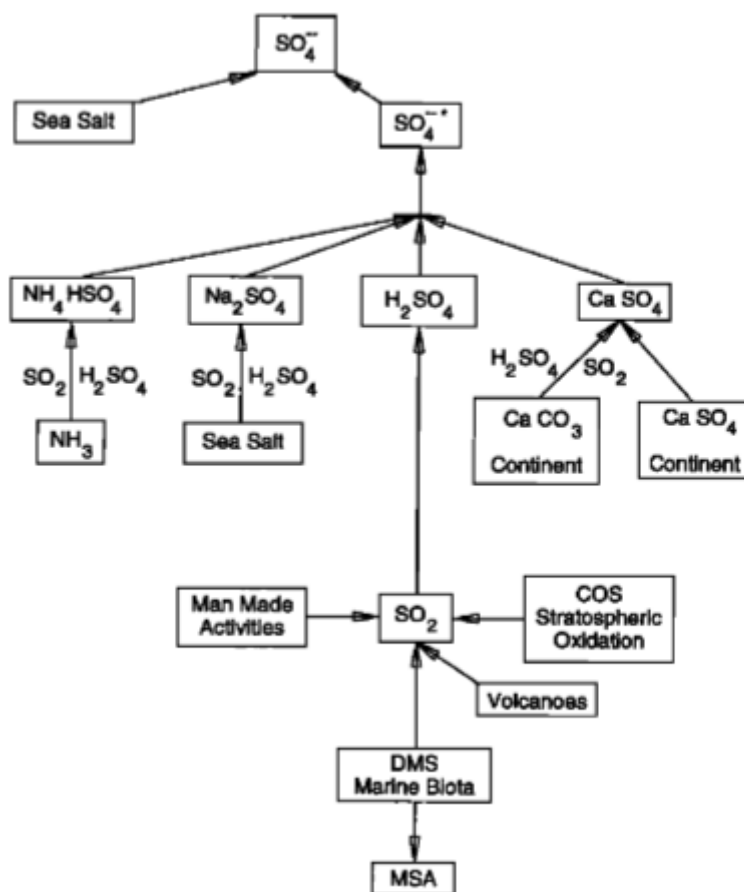 SO₄⁻⁻
Sea Salt
SO₄⁻⁻*
NH₄HSO₄
Na₂SO₄
H₂SO₄
Ca SO₄
SO₂ H₂SO₄
SO₂ H₂SO₄
H₂SO₄ SO₂
NH₃
Sea Salt
Ca CO₃
Continent
Ca SO₄
Continent
Man Made
Activities
SO₂
COS
Stratospheric
Oxidation
Volcanoes
DMS
Marine Biota
MSA